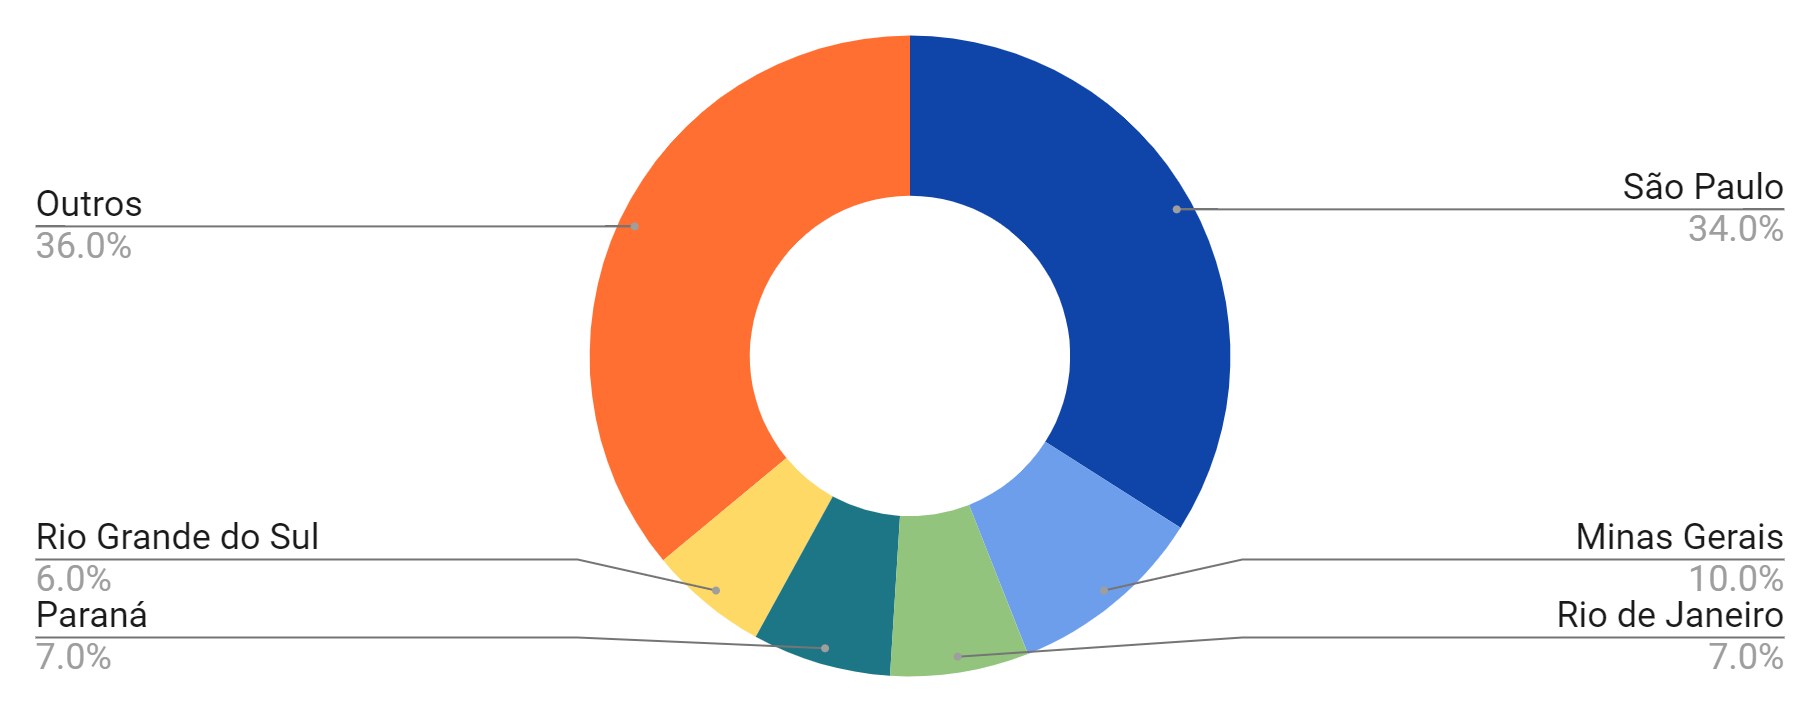 Outros
36.0%
São Paulo
34.0%
Rio Grande do Sul
6.0%
Paraná
7.0%
Minas Gerais
10.0%
Rio de Janeiro
7.0%